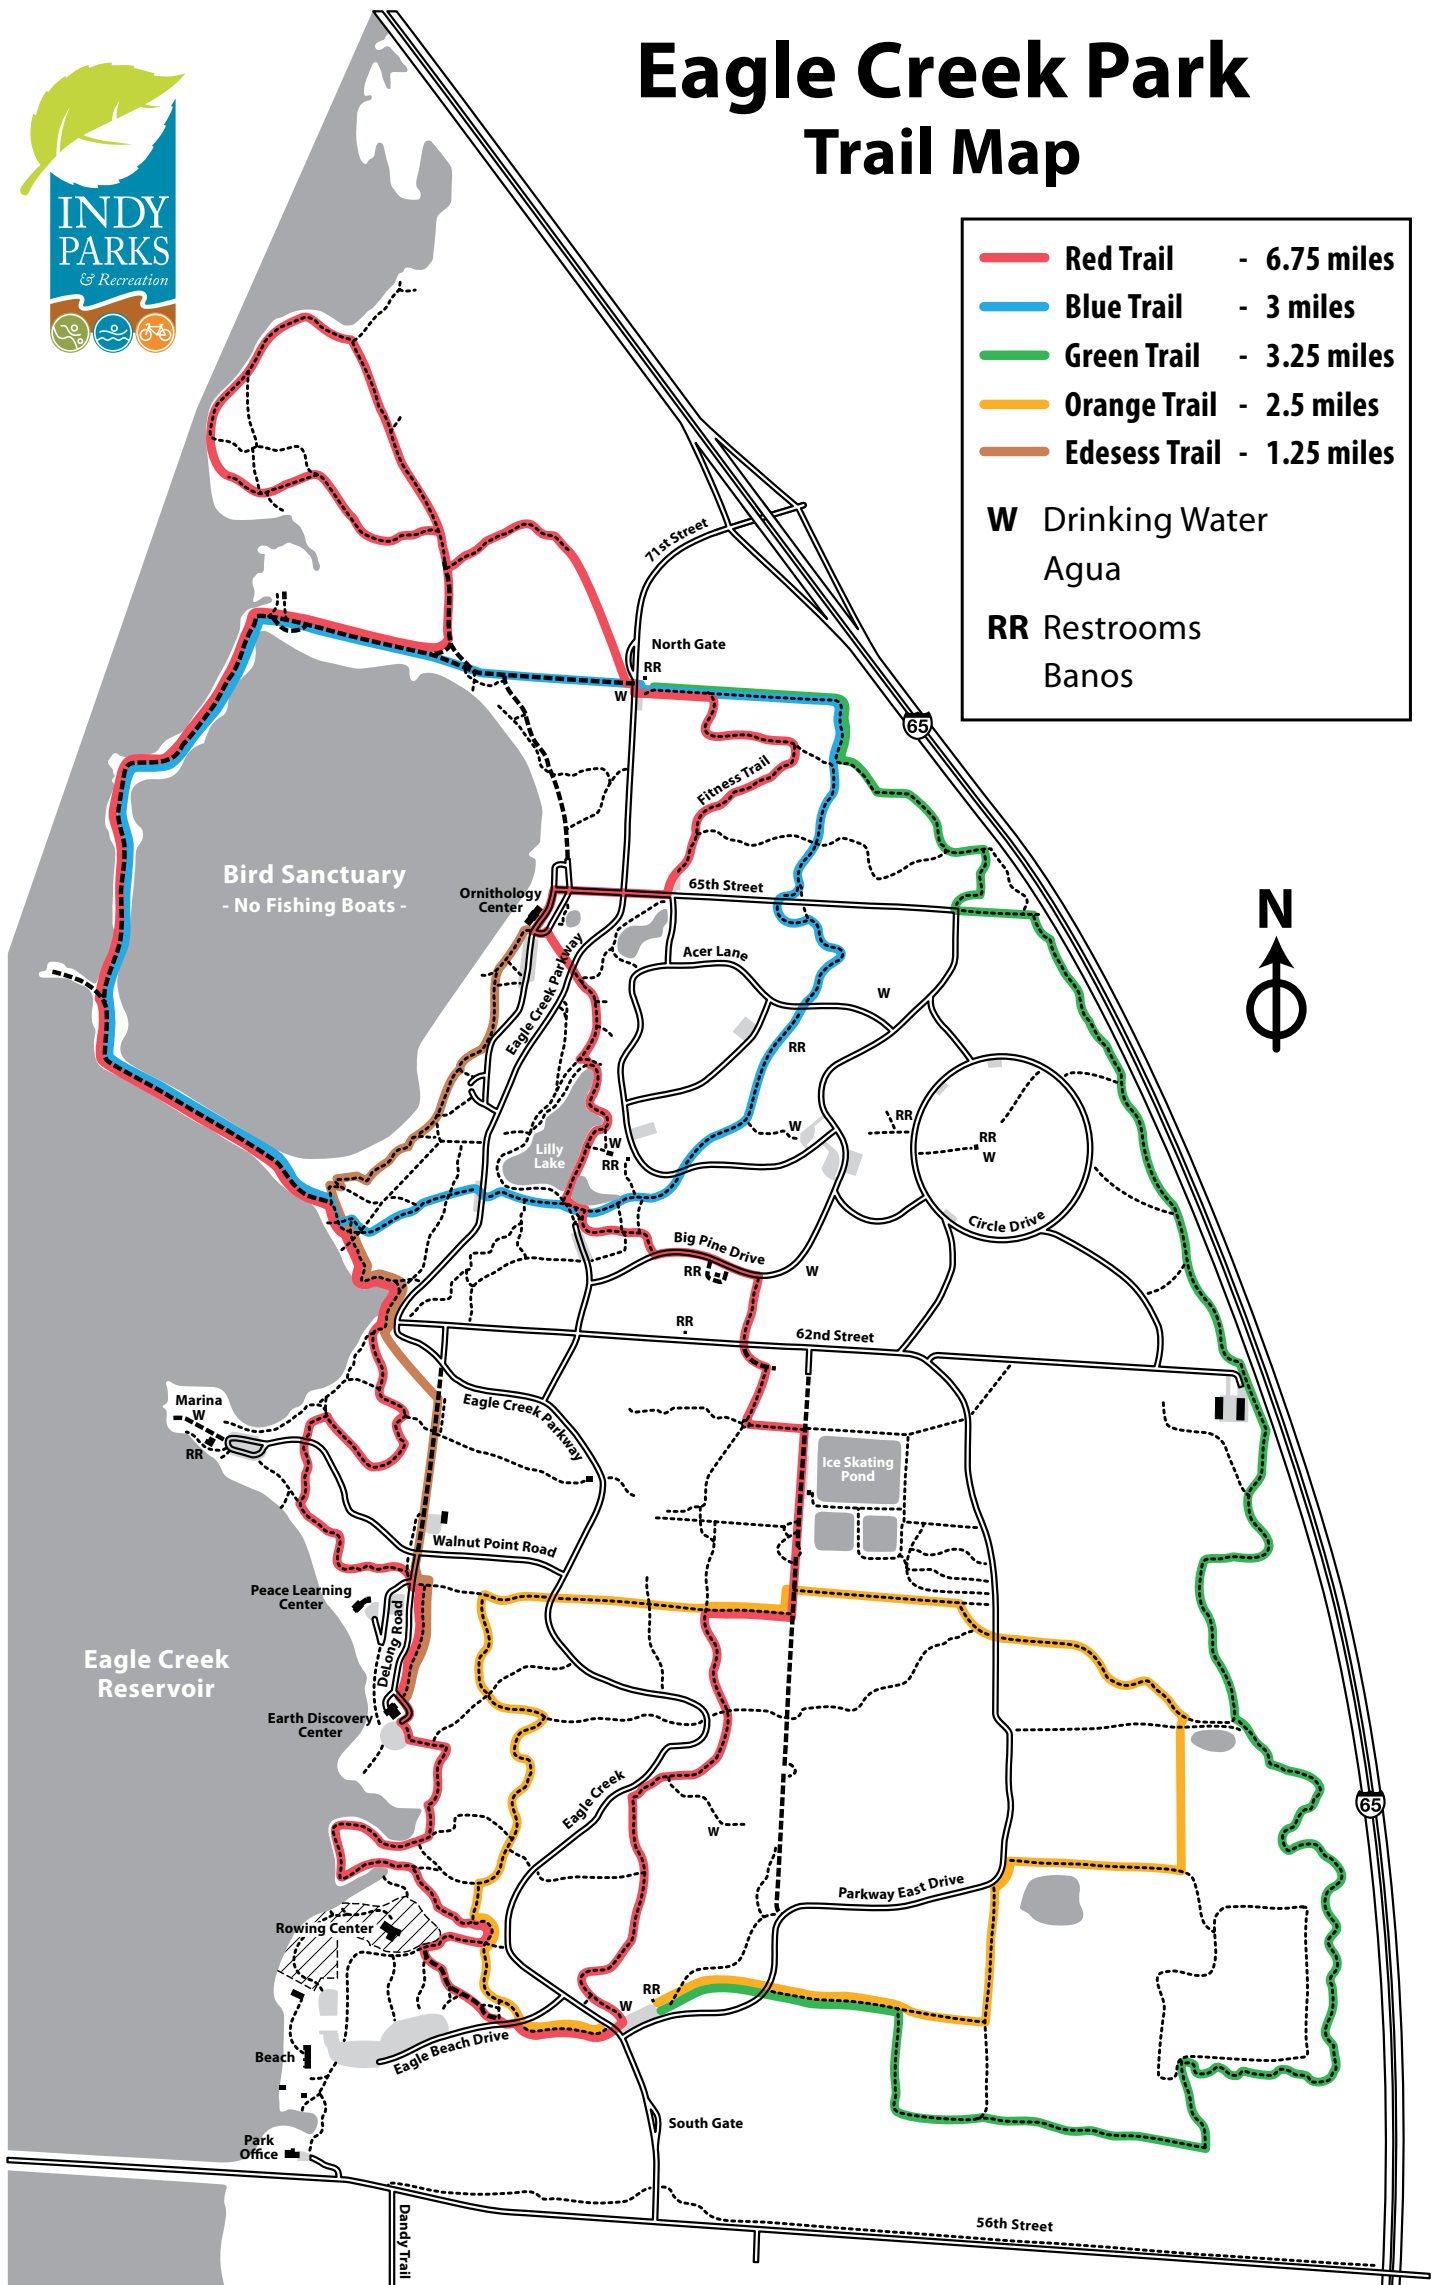 Eagle Creek Park
Trail Map
INDY
PARKS
& Recreation
Red Trail - 6.75 miles
Blue Trail - 3 miles
Green Trail - 3.25 miles
Orange Trail - 2.5 miles
Edesess Trail - 1.25 miles
W Drinking Water
Agua
RR Restrooms
Banos
71st Street
North Gate
RR
W
65
Fitness Trail
Bird Sanctuary
- No Fishing Boats -
Ornithology
Center
65th Street
N
Eagle Creek Parkway
Acer Lane
W
RR
Lilly
Lake
W
RR
W
RR
RR
W
Circle Drive
Big Pine Drive
RR
W
RR
62nd Street
Marina
W
RR
Eagle Creek Parkway
Ice Skating
Pond
Walnut Point Road
Peace Learning
Center
DeLong Road
Eagle Creek
Reservoir
Earth Discovery
Center
Eagle Creek
65
W
Parkway East Drive
Rowing Center
RR
W
Eagle Beach Drive
Beach
South Gate
Park
Office
Dandy Trail
56th Street